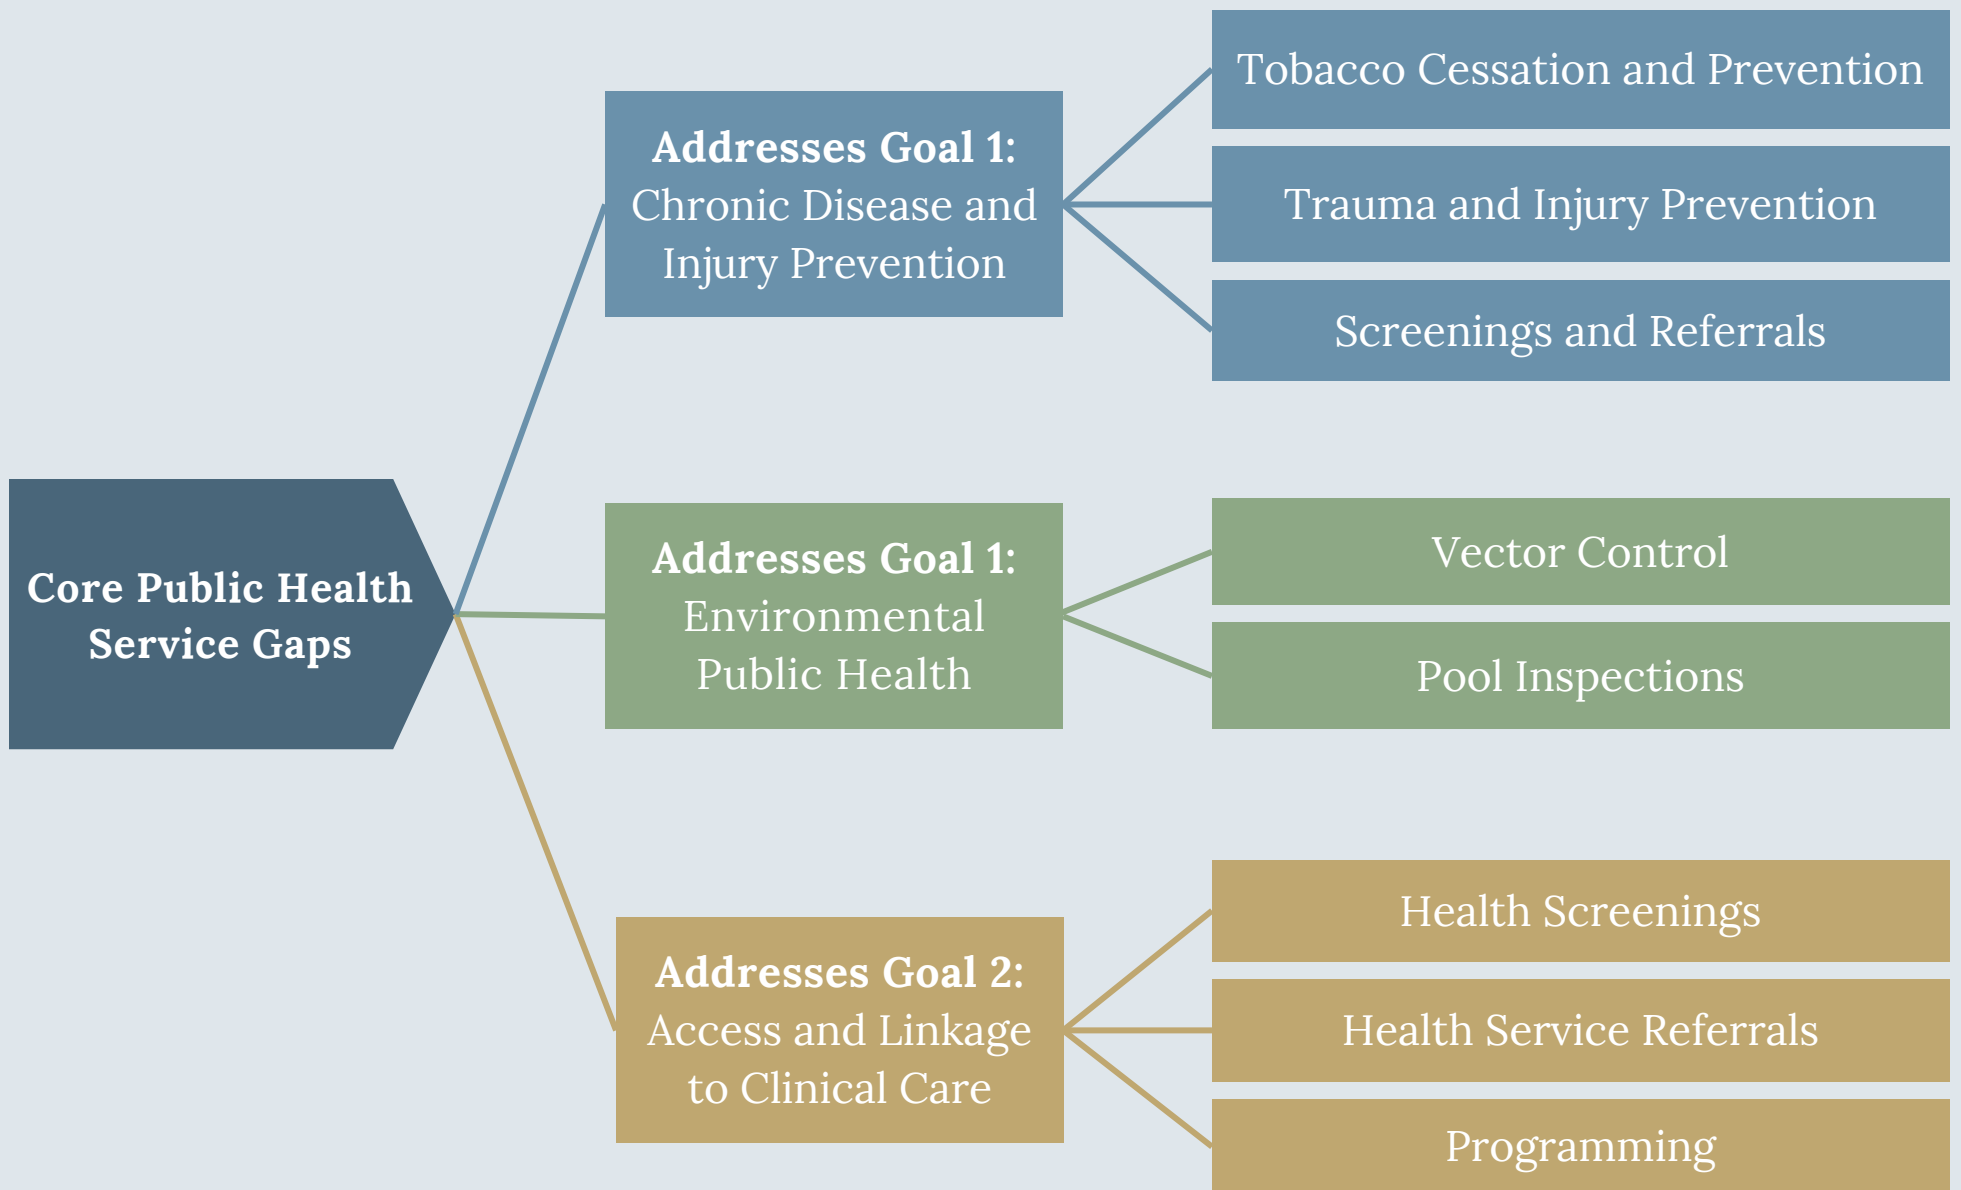 Core Public Health
Service Gaps
Addresses Goal 1:
Chronic Disease and
Injury Prevention
Tobacco Cessation and Prevention
Trauma and Injury Prevention
Screenings and Referrals
Addresses Goal 1:
Environmental
Public Health
Vector Control
Pool Inspections
Addresses Goal 2:
Access and Linkage
to Clinical Care
Health Screenings
Health Service Referrals
Programming